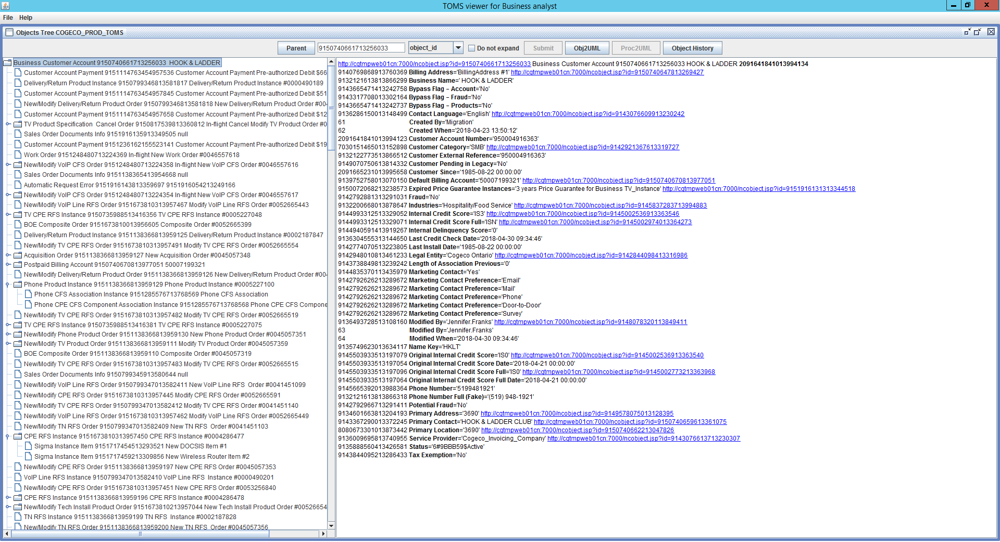 TOMS viewer for Business analyst
File Help
Objects Tree COGECO_PROD_TOMS
Parent 9150740661713256033 object_id Do not expand Submit Obj2UML Proc2UML Object History
Business Customer Account 9150740661713256033 HOOK & LADDER
Customer Account Payment 9151114763454957536 Customer Account Payment Pre-authorized Debit $66
Delivery/Return Product Instance 9150799346813581817 Delivery/Return Product Instance #0000490189
Customer Account Payment 9151114763454957845 Customer Account Payment Pre-authorized Debit $51
New/Modify Delivery/Return Product Order 9150799346813581818 New Delivery/Return Product Order #00
Customer Account Payment 9151114763454957658 Customer Account Payment Pre-authorized Debit $12
TV Product Specification Cancel Order 9150817539813360812 In-flight Cancel Modify TV Product Order #0
Sales Order Documents Info 9151916135913349505 null
Customer Account Payment 9151236162155523141 Customer Account Payment Pre-authorized Debit $19
Work Order 9151248480713224369 In-flight New Work Order #0046557618
New/Modify VoIP CFS Order 9151248480713224358 In-flight New VoIP CFS Order #0046557616
Sales Order Documents Info 9151138365413954668 null
Automatic Request Error 9151916143813359697 9151916054213249166
New/Modify VoIP CFS Order 9151248480713224354 In-flight New VoIP CFS Order #0046557617
New/Modify VoIP Line RFS Order 9151673810313957467 Modify VoIP Line RFS Order #0052665443
TV CPE RFS Instance 9150735988513416356 TV CPE RFS Instance #0005227048
BOE Composite Order 9151673810013956605 Composite Order #0052665399
Delivery/Return Product Instance 9151138366813959125 Delivery/Return Product Instance #0002187847
New/Modify TV CPE RFS Order 9151673810313957491 Modify TV CPE RFS Order #0052665554
Acquisition Order 9151138366813959127 New Acquisition Order #0045057348
Postpaid Billing Account 9150740670813977051 50007199321
New/Modify Delivery/Return Product Order 9151138366813959126 New Delivery/Return Product Order #00
Phone Product Instance 9151138366813959129 Phone Product Instance #0005227100
Phone CFS Association Instance 9151285576713768569 Phone CFS Association
Phone CPE CFS Component Association Instance 9151285576713768568 Phone CPE CFS Compone
New/Modify TV CPE RFS Order 9151673810313957482 Modify TV CPE RFS Order #0052665519
TV CPE RFS Instance 9150735988513416381 TV CPE RFS Instance #0005227075
New/Modify Phone Product Order 9151138366813959130 New Phone Product Order #0045057351
New/Modify TV Product Order 9151138366813959111 Modify TV Product Order #0045057359
BOE Composite Order 9151138366813959110 Composite Order #0045057319
New/Modify TV CPE RFS Order 9151673810313957483 Modify TV CPE RFS Order #0052665515
Sales Order Documents Info 9150799345913580644 null
New/Modify VoIP Line RFS Order 9150799347013582411 New VoIP Line RFS Order #0041451099
New/Modify CPE RFS Order 9151673810313957445 Modify CPE RFS Order #0052665591
New/Modify TV CPE RFS Order 9150799347013582412 Modify TV CPE RFS Order #0041451140
New/Modify VoIP Line RFS Order 9151673810313957462 Modify VoIP Line RFS Order #0052665449
New/Modify TN RFS Order 9150799347013582409 New TN RFS Order #0041451103
CPE RFS Instance 9151673810313957450 CPE RFS Instance #0004286477
Sigma Instance Item 9151717454513293521 New DOCSIS Item #1
Sigma Instance Item 9151717459213309856 New Wireless Router Item #2
New/Modify CPE RFS Order 9151138366813959197 New CPE RFS Order #0045057353
VoIP Line RFS Instance 9150799347013582410 VoIP Line RFS Instance #0000490201
New/Modify CPE RFS Order 9151673810313957451 New CPE RFS Order #0053256840
CPE RFS Instance 9151138366813959196 CPE RFS Instance #0004286478
New/Modify Tech Install Product Order 9151673810213957044 New Tech Install Product Order #00526654
TN RFS Instance 9151138366813959199 TN RFS Instance #0002187828
New/Modify TN RFS Order 9151138366813959200 New TN RFS Order #0045057356
http://cqtmpweb01cn:7000/ncobject.jsp?id=9150740661713256033 Business Customer Account 9150740661713256033 HOOK & LADDER 2091641841013994134
9140769868913760369 Billing Address='BillingAddress #1' http://cqtmpweb01cn:7000/ncobject.jsp?id=9150740647813269427
9132121613813866299 Business Name=' HOOK & LADDER'
9143665471413242758 Bypass Flag – Account='No'
9143317708013302164 Bypass Flag – Fraud='No'
9143665471413242737 Bypass Flag – Products='No'
9136286150013148499 Contact Language='English' http://cqtmpweb01cn:7000/ncobject.jsp?id=9143076609913230242
61 Created By='Migration'
62 Created When='2018-04-23 13:50:12'
2091641841013994123 Customer Account Number='950004916363'
7030151465013152898 Customer Category='SMB' http://cqtmpweb01cn:7000/ncobject.jsp?id=9142921367613319727
9132122773513866512 Customer External Reference='950004916363'
9149070750613814332 Customer Pending in Legacy='No'
2091665231013995658 Customer Since='1985-08-22 00:00:00'
9139752758013070150 Default Billing Account='50007199321' http://cqtmpweb01cn:7000/ncobject.jsp?id=9150740670813977051
9150072068213238573 Expired Price Guarantee Instances='3 years Price Guarantee for Business TV_Instance' http://cqtmpweb01cn:7000/ncobject.jsp?id=9151916131313344518
9142792881313291031 Fraud='No'
9132200668013878647 Industries='Hospitality/Food Service' http://cqtmpweb01cn:7000/ncobject.jsp?id=9145837283713994883
9144993312513329052 Internal Credit Score='IS3' http://cqtmpweb01cn:7000/ncobject.jsp?id=9145002536913363546
9144993312513329071 Internal Credit Score Full='ISN' http://cqtmpweb01cn:7000/ncobject.jsp?id=9145002974013364273
9144940591413919267 Internal Delinquency Score='0'
9136304555313144650 Last Credit Check Date='2018-04-30 09:34:46'
9142774070513223805 Last Install Date='1985-08-22 00:00:00'
9142948010813461233 Legal Entity='Cogeco Ontario' http://cqtmpweb01cn:7000/ncobject.jsp?id=9142844098413316986
9143738849813239242 Length of Association Previous='0'
9144835370113435979 Marketing Contact='Yes'
9142792626213289672 Marketing Contact Preference='Email'
9142792626213289672 Marketing Contact Preference='Mail'
9142792626213289672 Marketing Contact Preference='Phone'
9142792626213289672 Marketing Contact Preference='Door-to-Door'
9142792626213289672 Marketing Contact Preference='Survey'
9136493728513108160 Modified By='Jennifer.Franks' http://cqtmpweb01cn:7000/ncobject.jsp?id=9148078320113849411
63 Modified By='Jennifer.Franks'
64 Modified When='2018-04-30 09:34:46'
9135749623013634117 Name Key='HKLT'
9145503933513197079 Original Internal Credit Score='IS0' http://cqtmpweb01cn:7000/ncobject.jsp?id=9145002536913363540
9145503933513197054 Original Internal Credit Score Date='2018-04-21 00:00:00'
9145503933513197096 Original Internal Credit Score Full='IS0' http://cqtmpweb01cn:7000/ncobject.jsp?id=9145002773213363968
9145503933513197064 Original Internal Credit Score Full Date='2018-04-21 00:00:00'
9145665392013988364 Phone Number='5199481921'
9132121613813866318 Phone Number Full (Fake)='(519) 948-1921'
9142792966713291411 Potential Fraud='No'
9134601663813204193 Primary Address='3690' http://cqtmpweb01cn:7000/ncobject.jsp?id=9149578075013128395
9143367290013372245 Primary Contact='HOOK & LADDER CLUB' http://cqtmpweb01cn:7000/ncobject.jsp?id=9150740659613361075
8080673301013873442 Primary Location='3690' http://cqtmpweb01cn:7000/ncobject.jsp?id=9150740662213047826
9136009695813740955 Service Provider='Cogeco_Invoicing_Company' http://cqtmpweb01cn:7000/ncobject.jsp?id=9143076613713230307
9135888560413426581 Status='6#9BBB59$Active'
9143844095213286433 Tax Exemption='No'